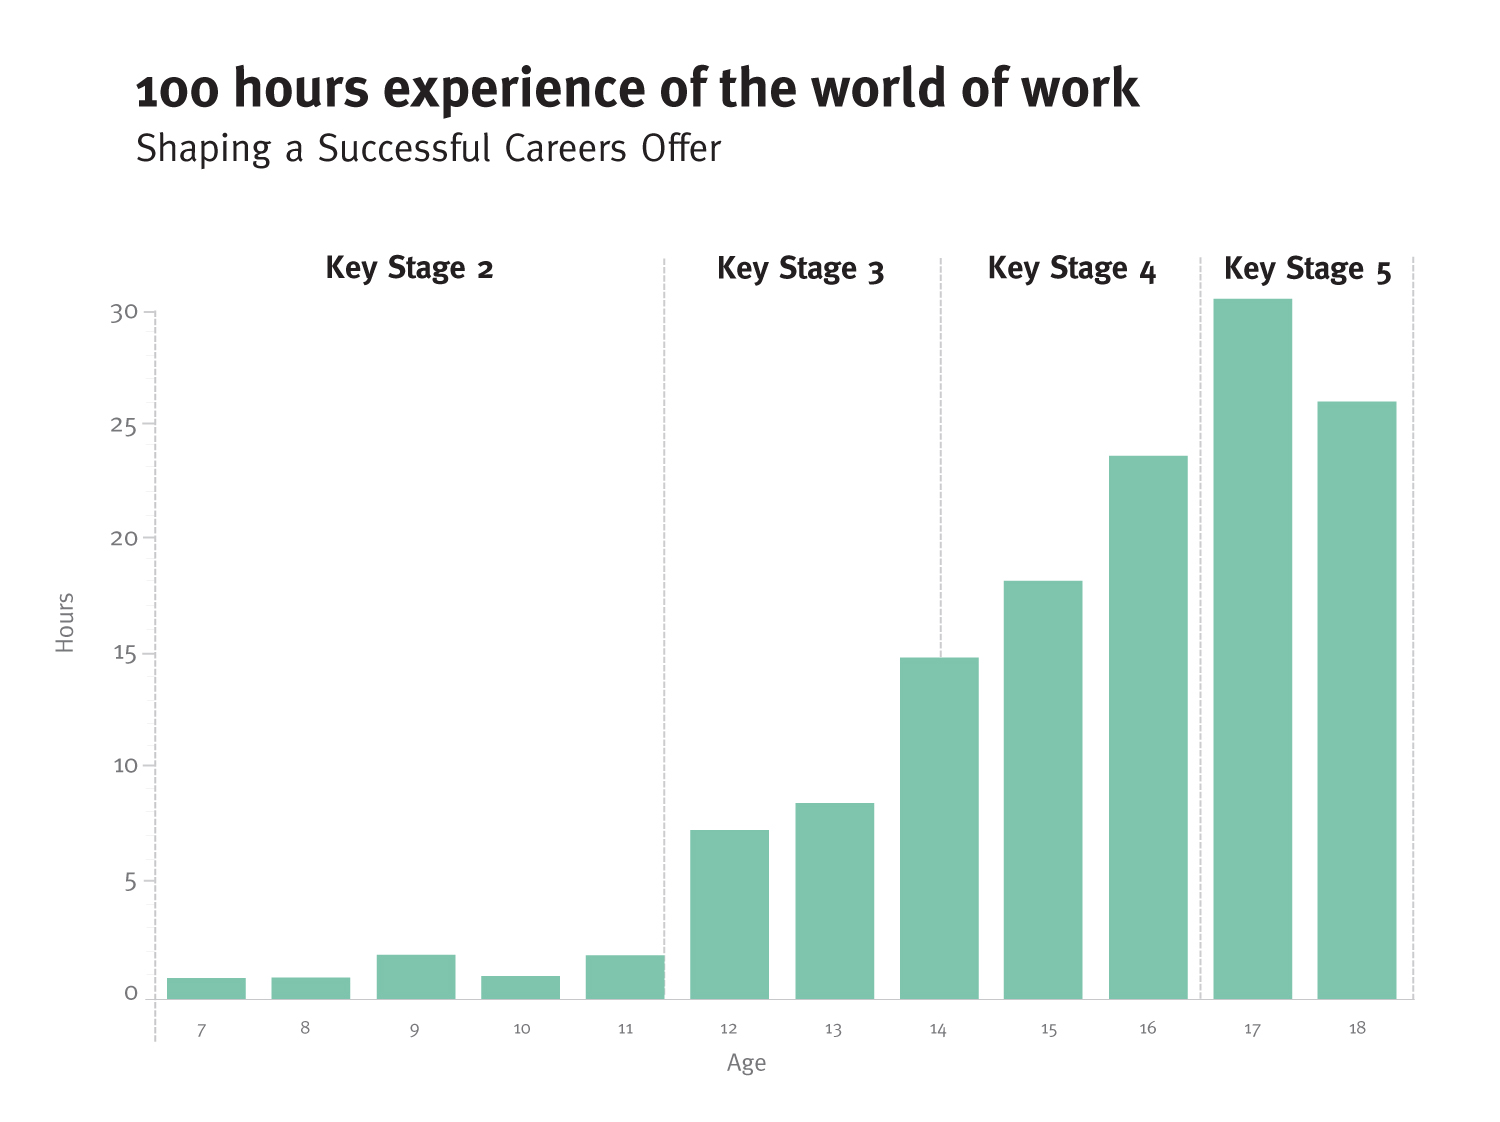 100 hours experience of the world of work
Shaping a Successful Careers Offer
Key Stage 2 Key Stage 3 Key Stage 4 Key Stage 5
30
25
20
15
10
5
0
Hours
7 8 9 10 11 12 13 14 15 16 17 18
Age